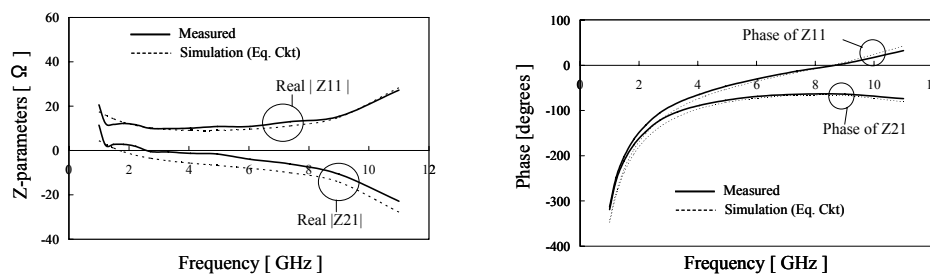 60
40
20
0
-20
-40
Z-parameters [ Ω ]
Measured
Simulation (Eq. Ckt)
Real | Z11 |
Real |Z21|
0 2 4 6 8 10 12
Frequency [ GHz ]
100
0
-100
-200
-300
-400
Phase [degrees]
Phase of Z11
0 2 4 6 8 10 12
Phase of Z21
Measured
Simulation (Eq. Ckt)
Frequency [ GHz ]